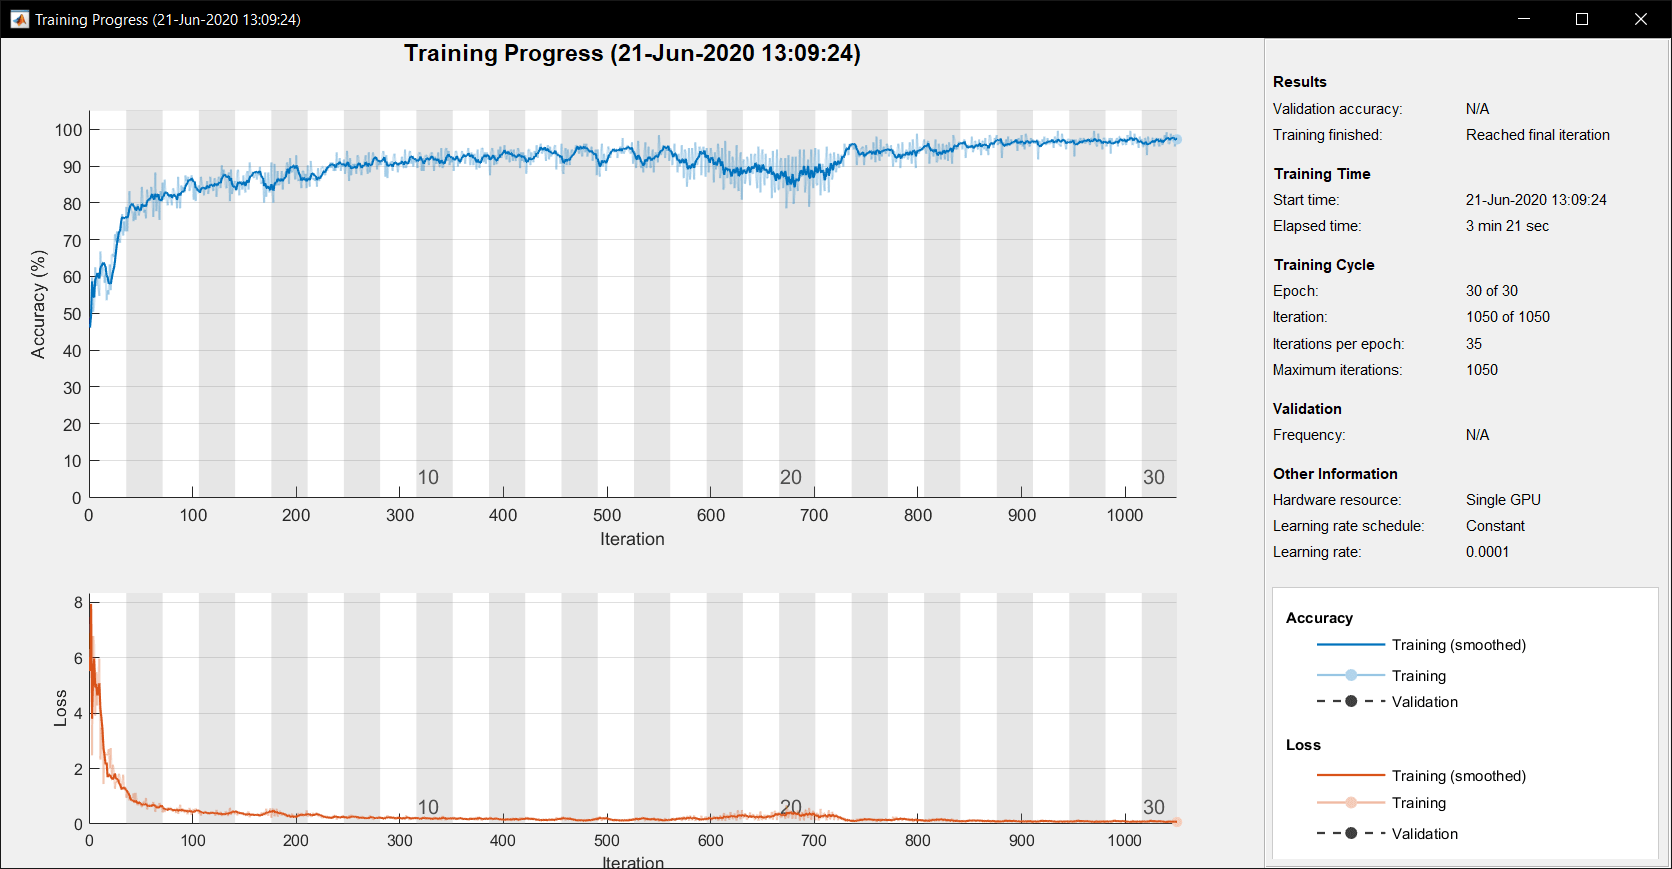 Training Progress (21-Jun-2020 13:09:24)
Training Progress (21-Jun-2020 13:09:24)
Accuracy (%)
100
90
80
70
60
50
40
30
20
10
0
10
20
30
0 100 200 300 400 500 600 700 800 900 1000
Iteration
Loss
8
6
4
2
0
10
20
30
0 100 200 300 400 500 600 700 800 900 1000
Iteration
Results
Validation accuracy: N/A
Training finished: Reached final iteration
Training Time
Start time: 21-Jun-2020 13:09:24
Elapsed time: 3 min 21 sec
Training Cycle
Epoch: 30 of 30
Iteration: 1050 of 1050
Iterations per epoch: 35
Maximum iterations: 1050
Validation
Frequency: N/A
Other Information
Hardware resource: Single GPU
Learning rate schedule: Constant
Learning rate: 0.0001
Accuracy
Training (smoothed)
Training
Validation
Loss
Training (smoothed)
Training
Validation